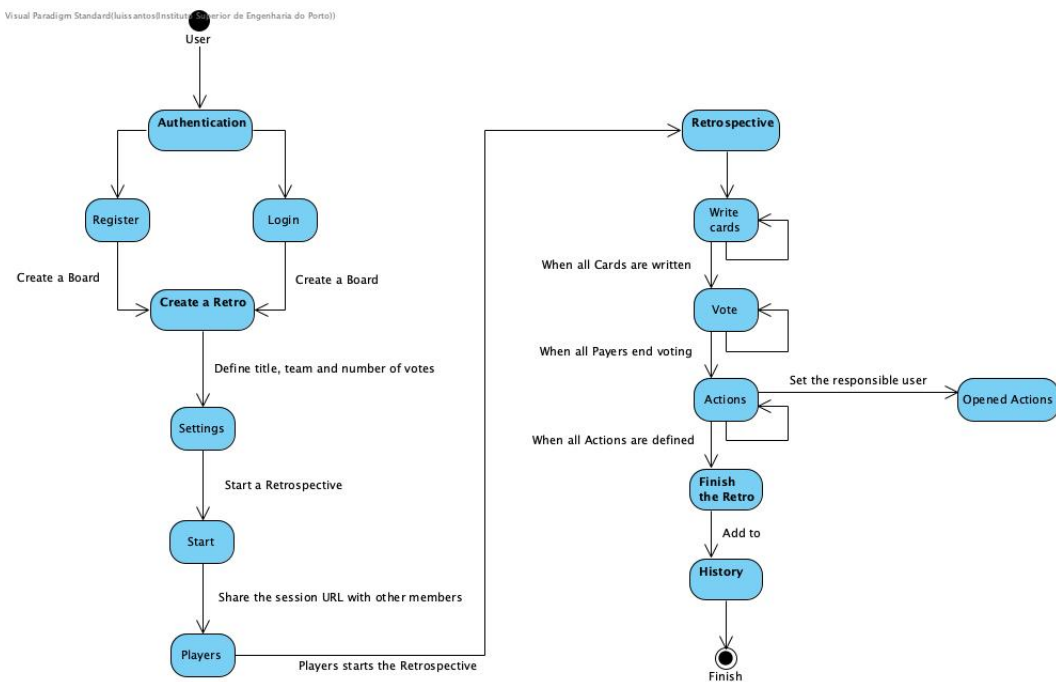 Visual Paradigm Standard(luissantos(Instituto Superior de Engenharia do Porto))
User
Authentication
Register
Login
Create a Board
Create a Board
Create a Retro
Define title, team and number of votes
Settings
Start a Retrospective
Start
Share the session URL with other members
Players
Players starts the Retrospective
Retrospective
Write
cards
When all Cards are written
Vote
When all Payers end voting
Actions
Set the responsible user
Opened Actions
When all Actions are defined
Finish
the Retro
Add to
History
Finish